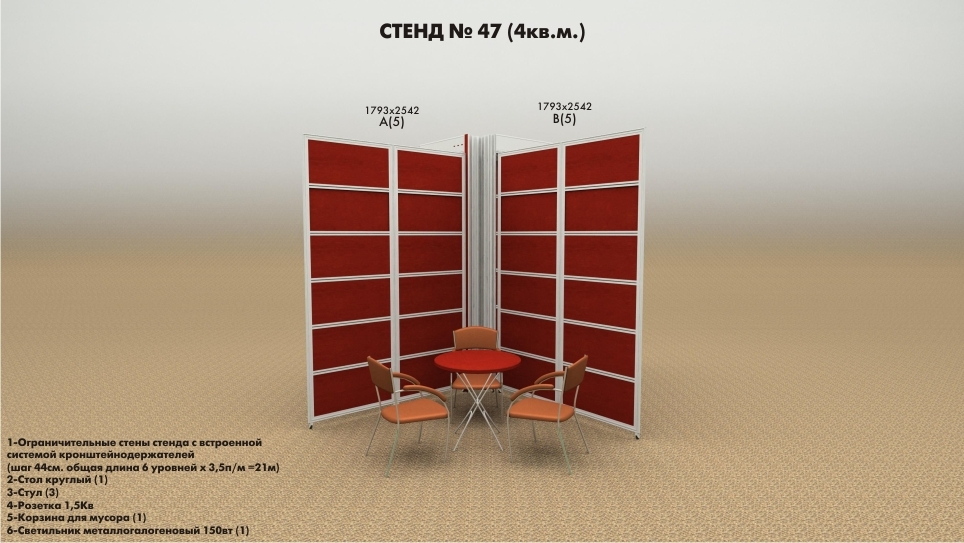 СТЕНД № 47 (4кв.м.)
1793x2542
A(5)
1793x2542
B(5)
1-Ограничительные стены стенда с встроенной
системой кронштейнодержателей
(шаг 44см. общая длина 6 уровней х 3,5п/м =21м)
2-Стол круглый (1)
3-Стул (3)
4-Розетка 1,5Кв
5-Корзина для мусора (1)
6-Светильник металлогалогеновый 150вт (1)